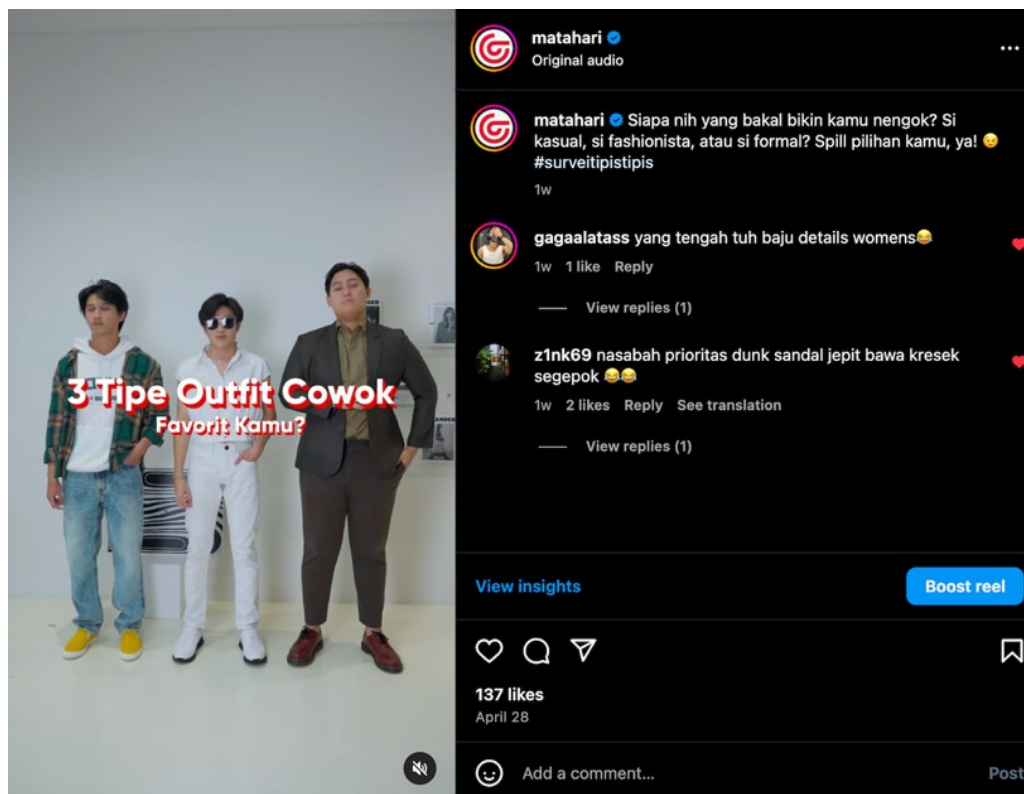 3 Tipe Outfit Cowok
Favorit Kamu?
matahari
Original audio
matahari Siapa nih yang bakal bikin kamu nengok? Si
kasual, si fashionista, atau si formal? Spill pilihan kamu, ya! 😉
#surveitipistipis
1w
gagaalatass yang tengah tuh baju details womens😂
1w 1 like Reply
View replies (1)
z1nk69 nasabah prioritas dunk sandal jepit bawa kresek
segepok 😂😂
1w 2 likes Reply See translation
View replies (1)
View insights
Boost reel
137 likes
April 28
Add a comment...
Post